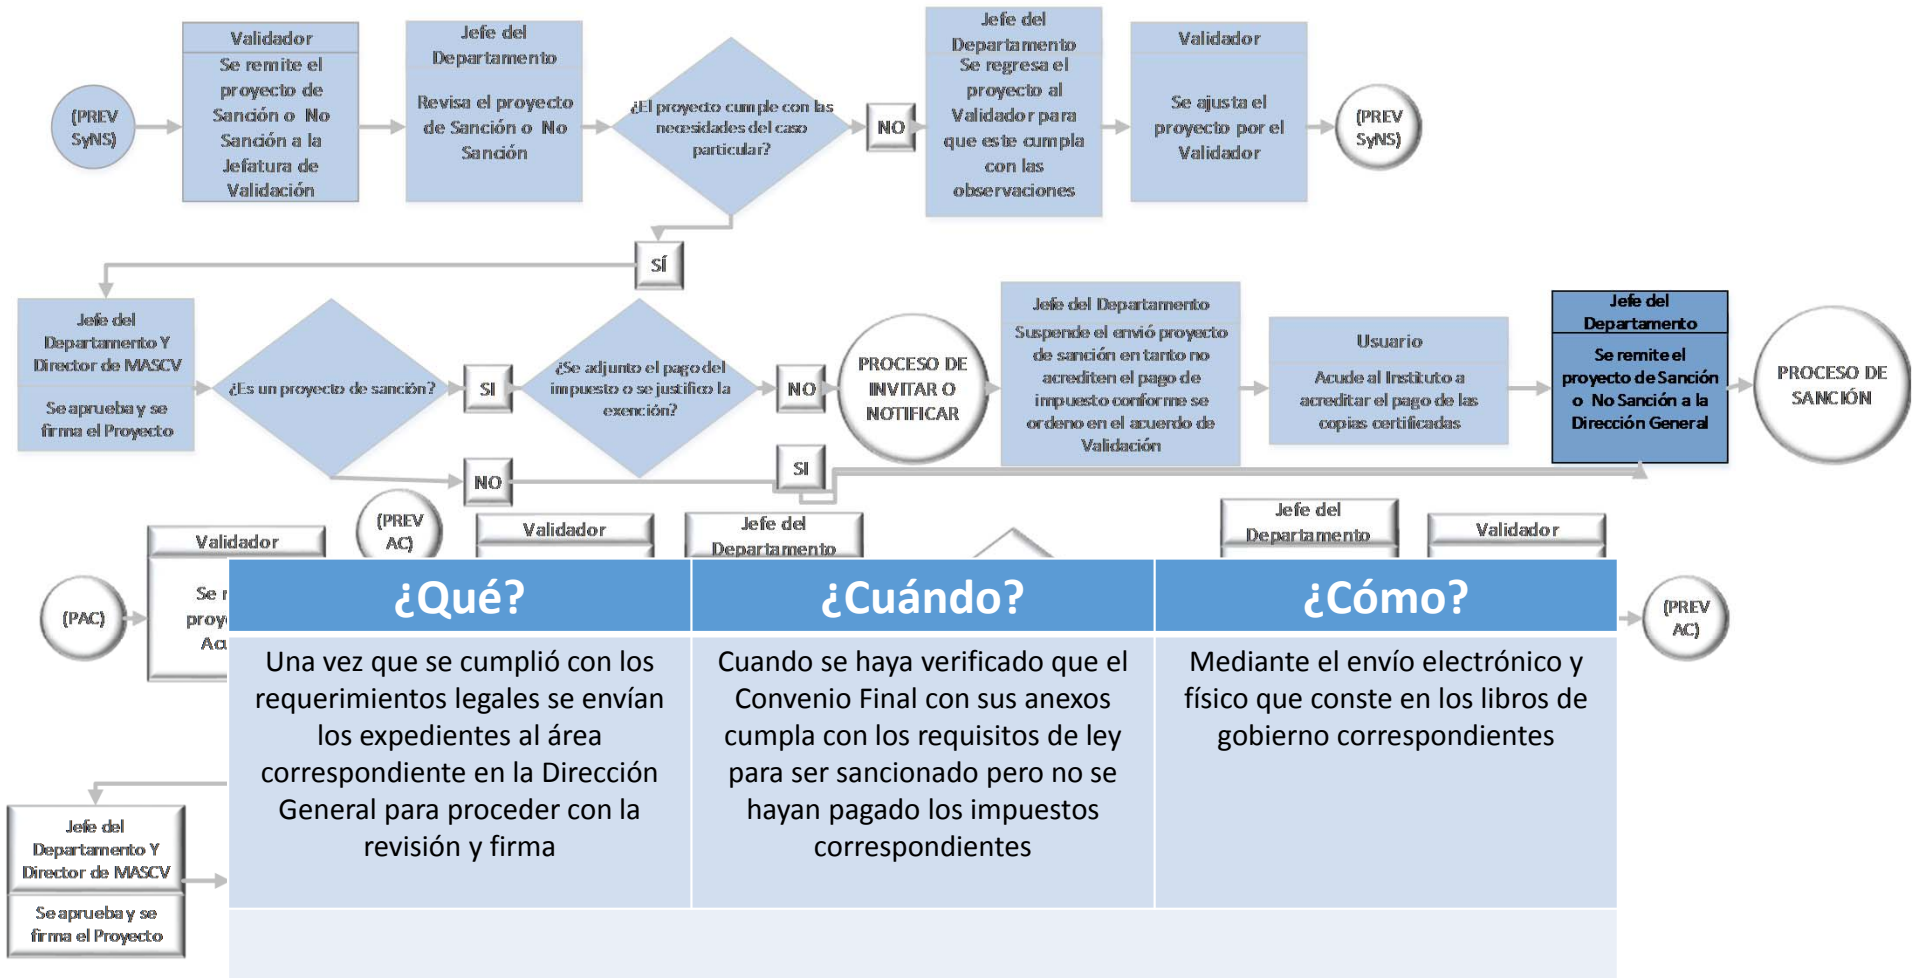 (PREV
SyNS)
Validador
Se remite el
proyecto de
Sanción o No
Sanción a la
Jefatura de
Validación
Jefe del
Departamento
Revisa el proyecto
de Sanción o No
Sanción
¿El proyecto cumple con las
necesidades del caso
particular?
NO
Jefe del
Departamento
Se regresa el
proyecto al
Validador para
que este cumpla
con las
observaciones
Validador
Se ajusta el
proyecto por el
Validador
(PREV
SyNS)
SÍ
Jefe del
Departamento Y
Director de MASCV
Se aprueba y se
firma el Proyecto
¿Es un proyecto de sanción?
SI
¿Se adjunto el pago del
impuesto o se justifico la
exención?
NO
PROCESO DE
INVITAR O
NOTIFICAR
Jefe del Departamento
Suspende el envió proyecto
de sanción en tanto no
acrediten el pago de
impuesto conforme se
ordeno en el acuerdo de
Validación
Usuario
Acude al Instituto a
acreditar el pago de las
copias certificadas
Jefe del
Departamento
Se remite el
proyecto de Sanción
o No Sanción a la
Dirección General
PROCESO DE
SANCIÓN
NO
SI
(PAC)
Validador
Se r
proy
Acu
(PREV
AC)
Validador
Jefe del
Departamento
Jefe del
Departamento
Validador
(PREV
AC)
¿Qué?
¿Cuándo?
¿Cómo?
Una vez que se cumplió con los
requerimientos legales se envían
los expedientes al área
correspondiente en la Dirección
General para proceder con la
revisión y firma
Cuando se haya verificado que el
Convenio Final con sus anexos
cumpla con los requisitos de ley
para ser sancionado pero no se
hayan pagado los impuestos
correspondientes
Mediante el envío electrónico y
físico que conste en los libros de
gobierno correspondientes
Jefe del
Departamento Y
Director de MASCV
Se aprueba y se
firma el Proyecto